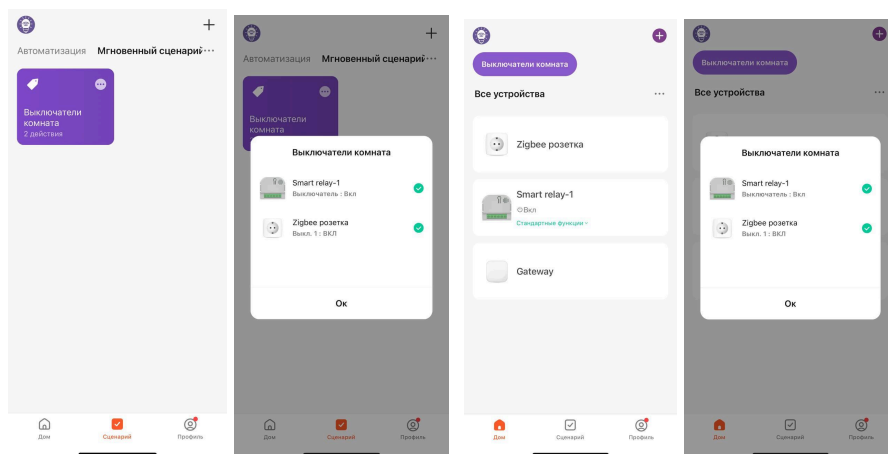 Автоматизация Мгновенный сценарий ...
Выключатели
комната
2 действия
Дом
Сценарий
Профиль
Автоматизация Мгновенный сценарий ...
Выключатели
комната
Выключатели комната
Smart relay-1
Выключатель : Вкл
Zigbee розетка
Выкл. 1 : ВКЛ
Ок
Дом
Сценарий
Профиль
Выключатели комната
Все устройства ...
Zigbee розетка
Smart relay-1
Вкл
Стандартные функции
Gateway
Дом
Сценарий
Профиль
Выключатели комната
Все устройства ...
Выключатели комната
Smart relay-1
Выключатель : Вкл
Zigbee розетка
Выкл. 1 : ВКЛ
Ок
Дом
Сценарий
Профиль